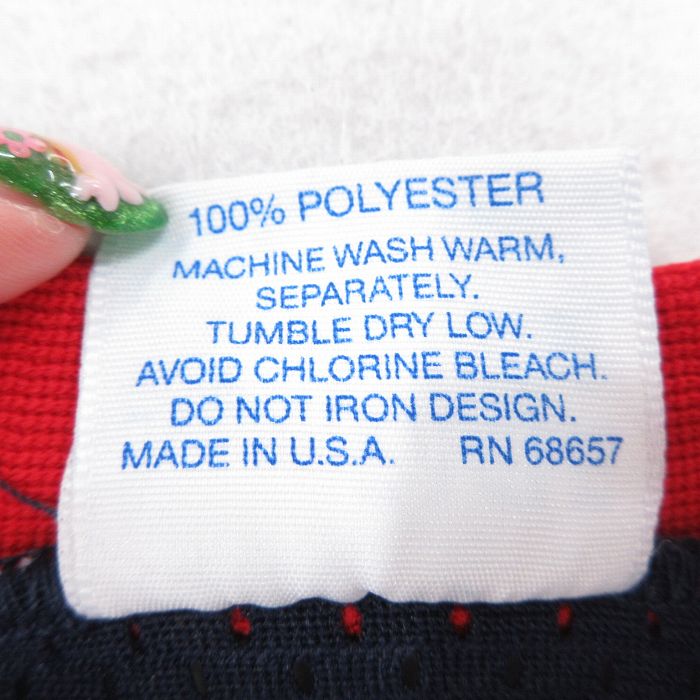 100% POLYESTER
MACHINE WASH WARM,
SEPARATELY.
TUMBLE DRY LOW.
AVOID CHLORINE BLEACH.
DO NOT IRON DESIGN.
MADE IN U.S.A. RN 68657